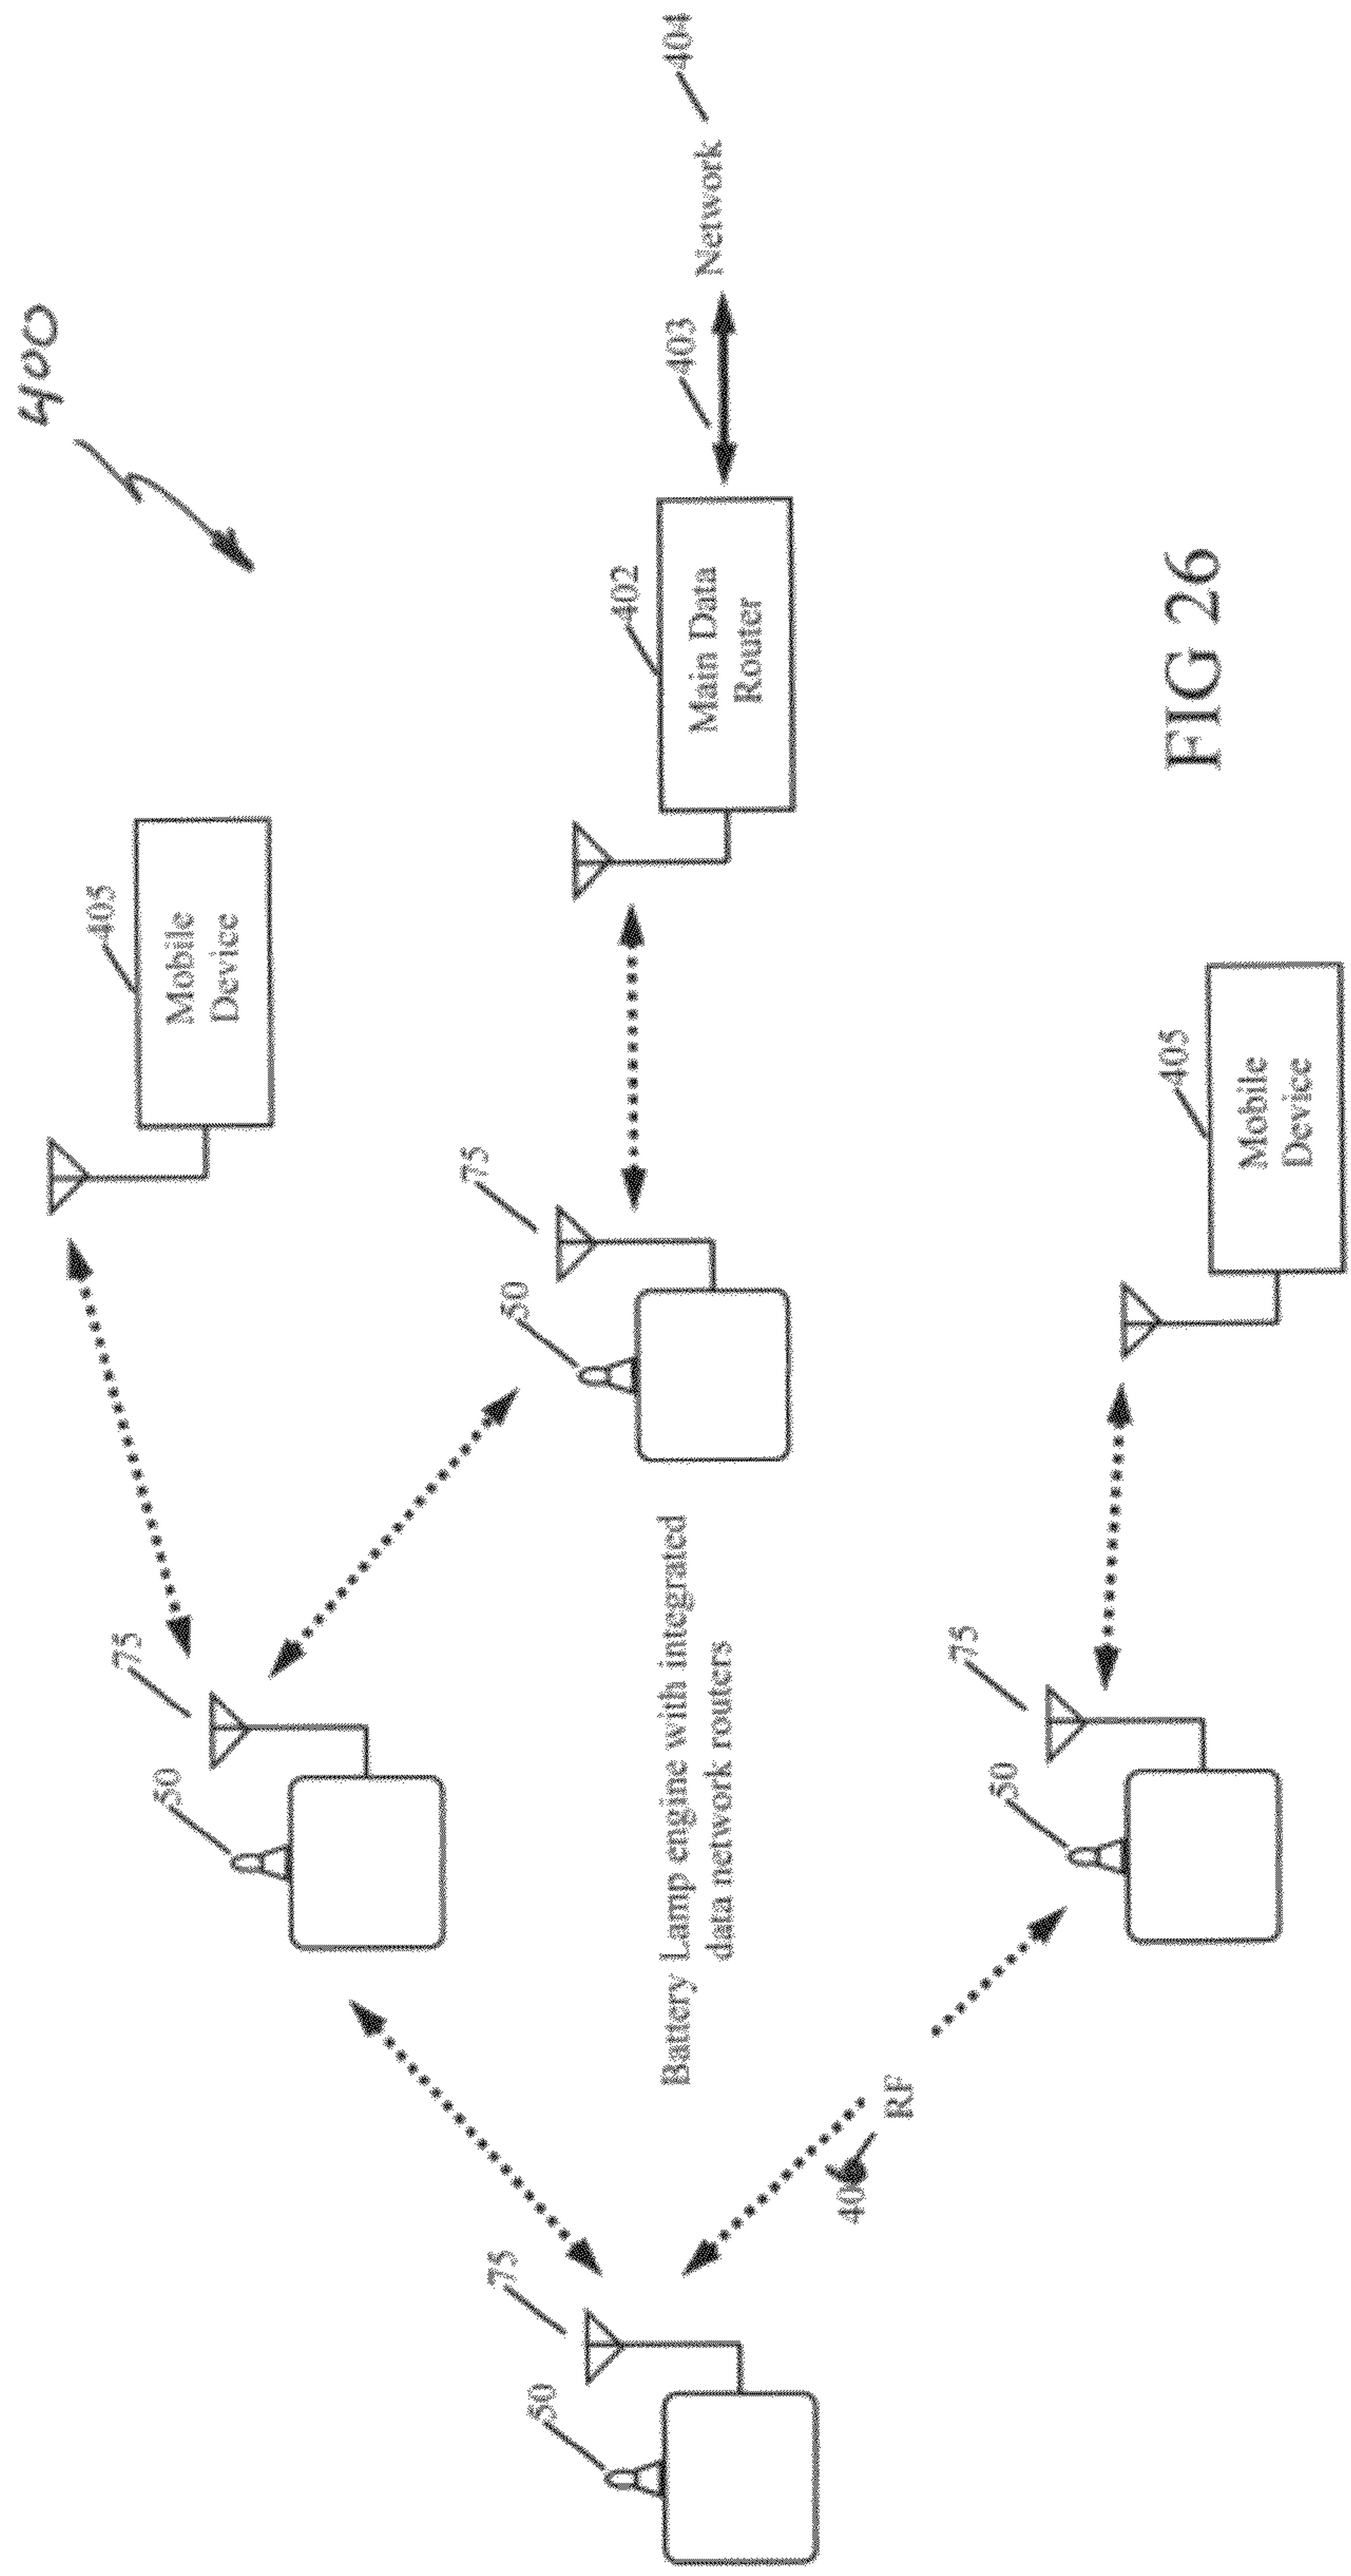 400
405
Mobile
Device
75
50
75
50
75
50
402
Main Data
Router
403
404
Network
Battery Lamp engine with integrated
data network routers
RF
75
50
405
Mobile
Device
FIG 26